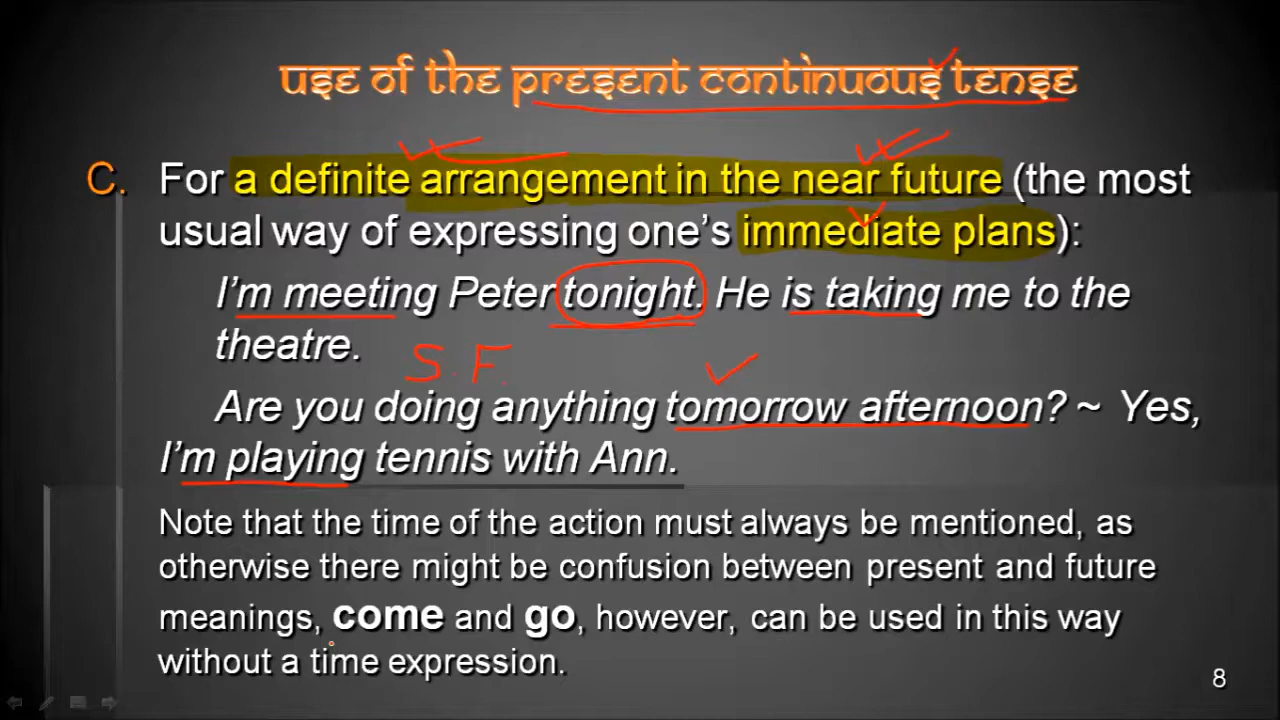 use of the present continuous tense
C. For a definite arrangement in the near future (the most
usual way of expressing one's immediate plans):
I'm meeting Peter tonight. He is taking me to the
theatre.
S.F.
Are you doing anything tomorrow afternoon? ~ Yes,
I'm playing tennis with Ann.
Note that the time of the action must always be mentioned, as
otherwise there might be confusion between present and future
meanings, come and go, however, can be used in this way
without a time expression.
8